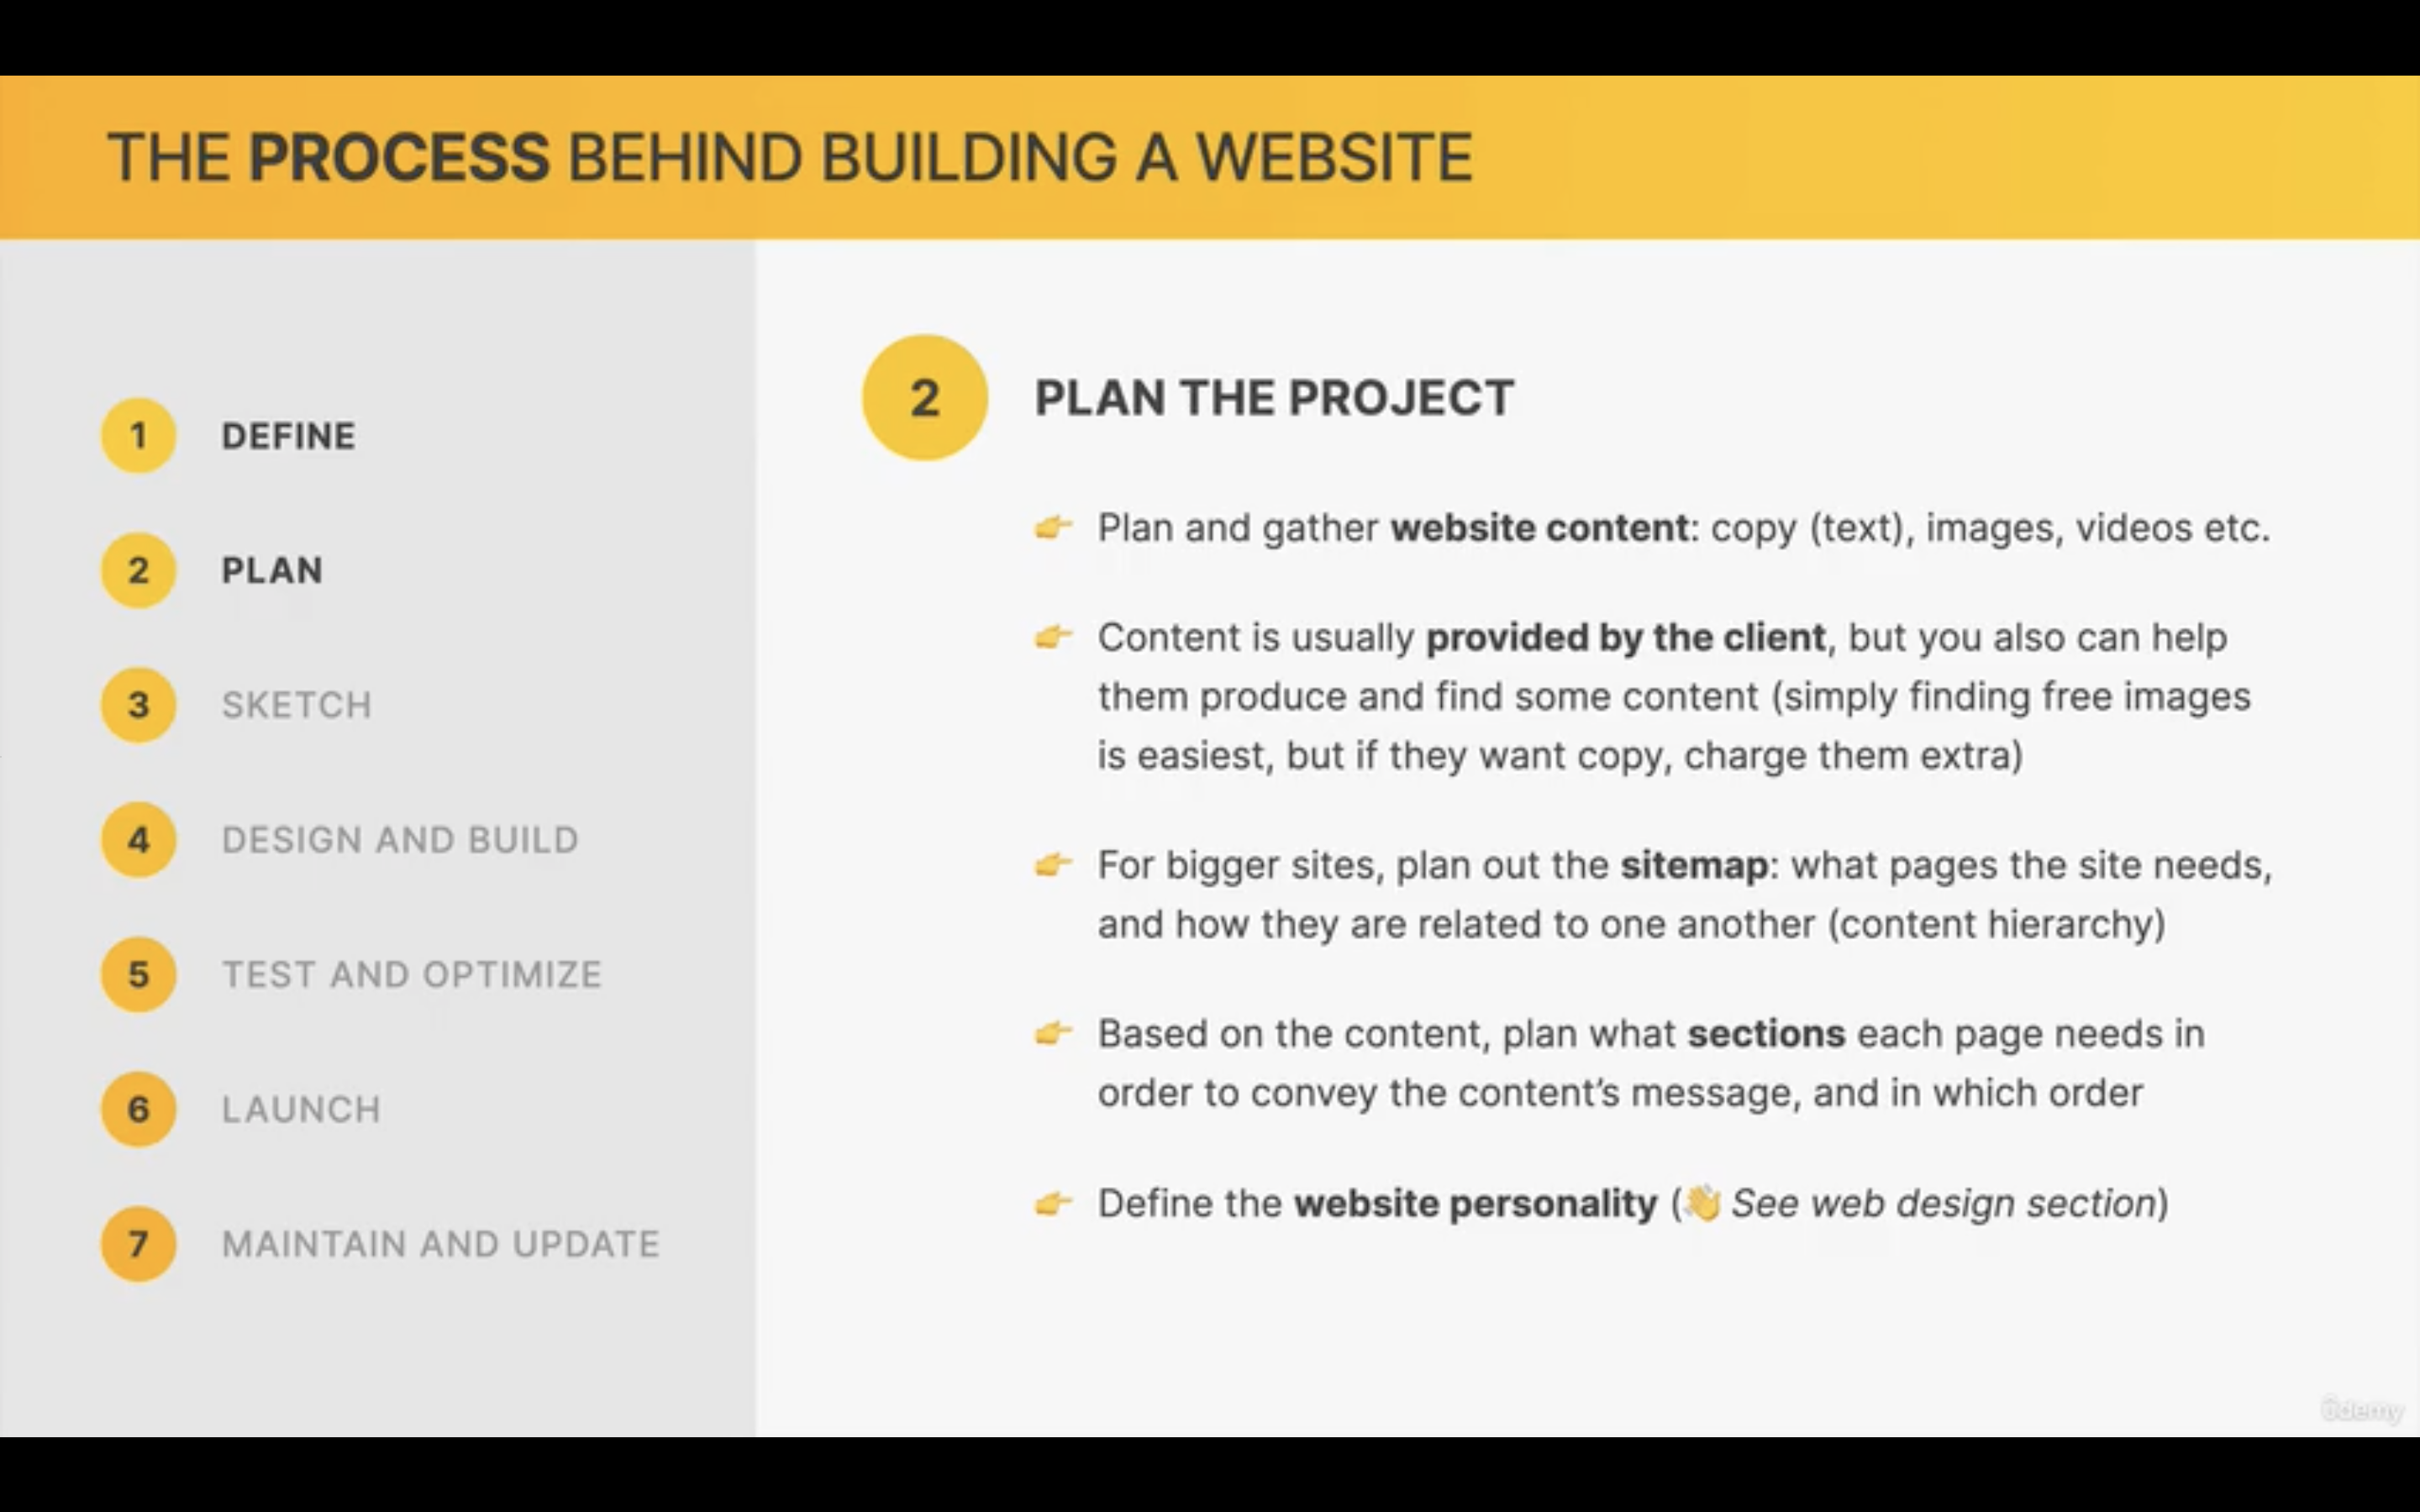 THE PROCESS BEHIND BUILDING A WEBSITE
1 DEFINE
2 PLAN
3 SKETCH
4 DESIGN AND BUILD
5 TEST AND OPTIMIZE
6 LAUNCH
7 MAINTAIN AND UPDATE
2 PLAN THE PROJECT
👉 Plan and gather website content: copy (text), images, videos etc.
👉 Content is usually provided by the client, but you also can help
them produce and find some content (simply finding free images
is easiest, but if they want copy, charge them extra)
👉 For bigger sites, plan out the sitemap: what pages the site needs,
and how they are related to one another (content hierarchy)
👉 Based on the content, plan what sections each page needs in
order to convey the content’s message, and in which order
👉 Define the website personality (👋 See web design section)
ûdemy